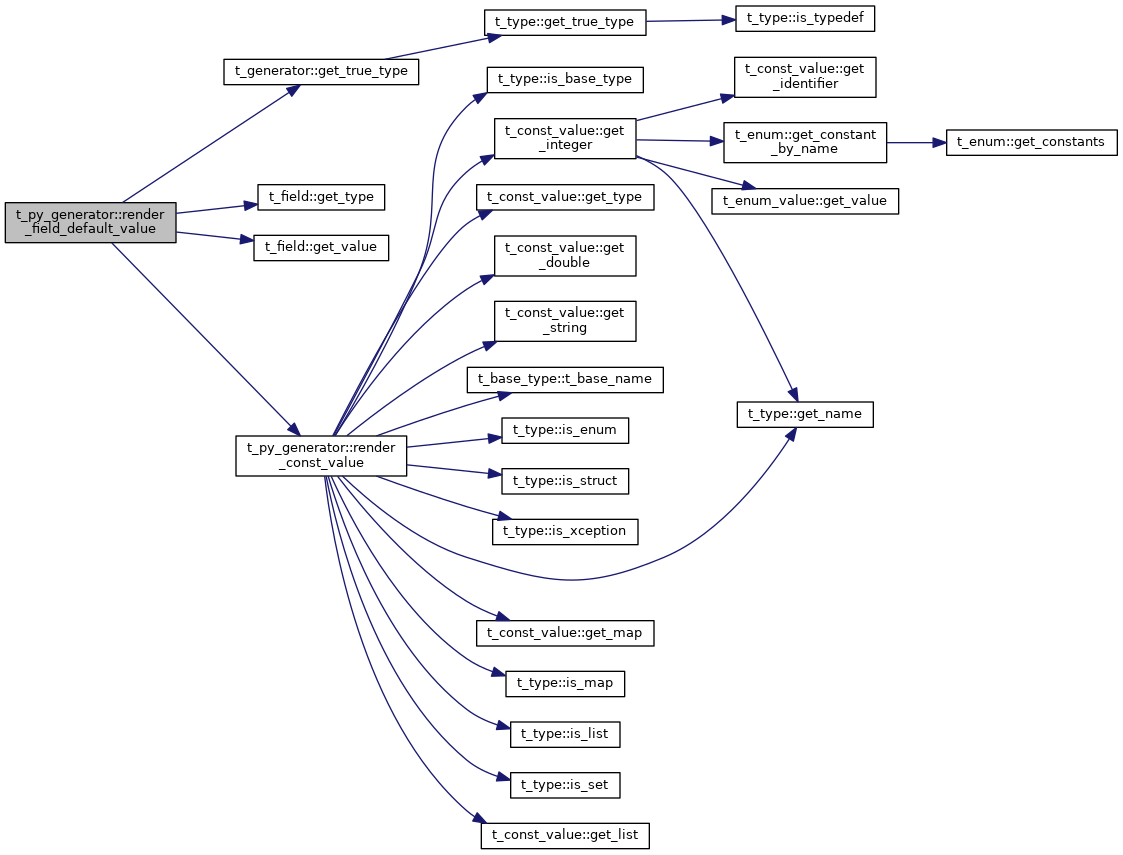 t_py_generator::render
_field_default_value
t_generator::get_true_type
t_field::get_type
t_field::get_value
t_py_generator::render
_const_value
t_type::get_true_type
t_type::is_base_type
t_const_value::get
_integer
t_const_value::get_type
t_const_value::get
_double
t_const_value::get
_string
t_base_type::t_base_name
t_type::is_enum
t_type::is_struct
t_type::is_xception
t_const_value::get_map
t_type::is_map
t_type::is_list
t_type::is_set
t_const_value::get_list
t_type::is_typedef
t_const_value::get
_identifier
t_enum::get_constant
_by_name
t_enum_value::get_value
t_type::get_name
t_enum::get_constants